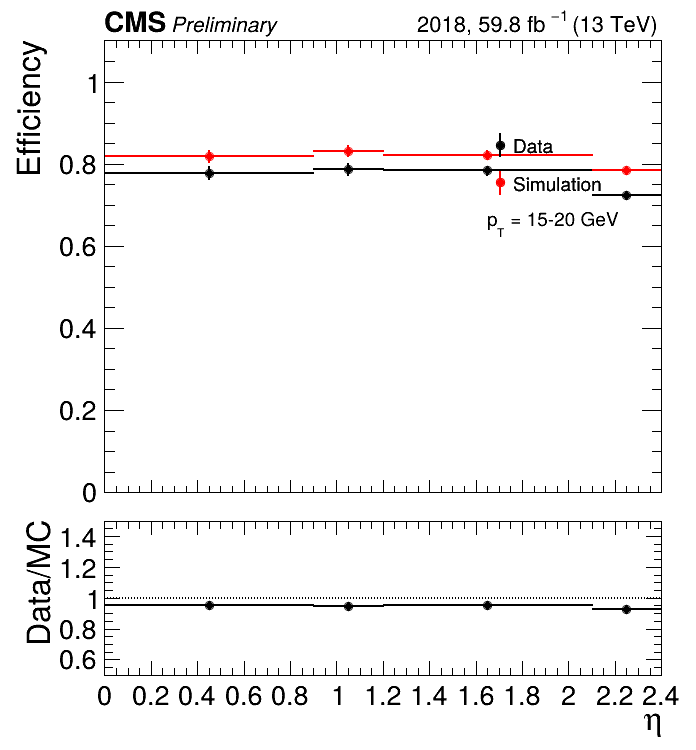 CMS Preliminary 2018, 59.8 fb⁻¹ (13 TeV)
Efficiency
1
0.8
0.6
0.4
0.2
0
Data
Simulation
p_T = 15-20 GeV
Data/MC
1.4
1.2
1
0.8
0.6
0 0.2 0.4 0.6 0.8 1 1.2 1.4 1.6 1.8 2 2.2 2.4
η